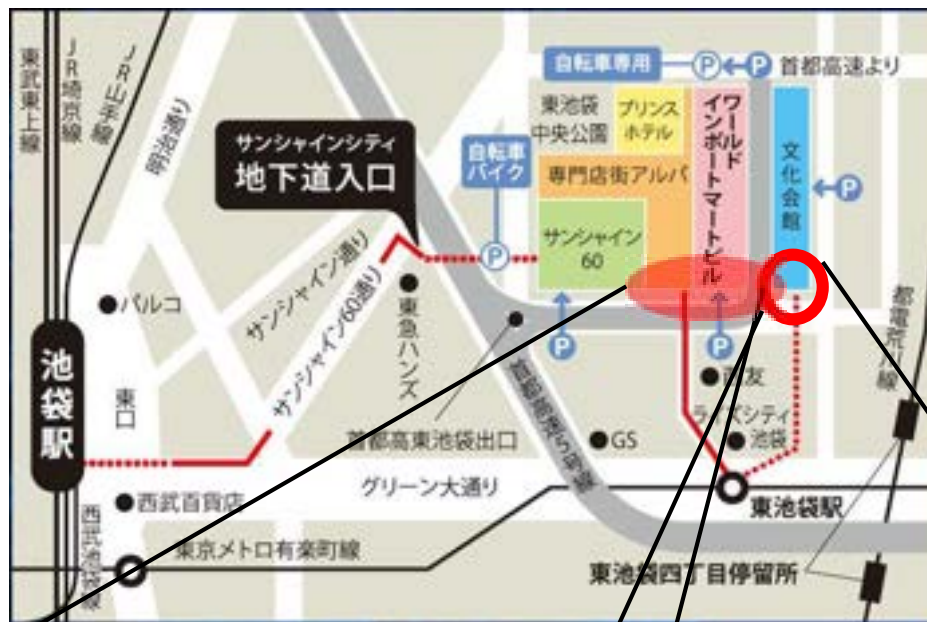 東武東上線
JR埼京線
JR山手線
明治通り
サンシャインシティ
地下道入口
自転車
バイク
P
自転車専用
P
P
首都高速より
東池袋
中央公園
プリンス
ホテル
ワールド
インポートマートビル
文化会館
P
専門店街アルパ
サンシャイン
60
サンシャイン通り
サンシャイン60通り
東急ハンズ
パルコ
池袋駅
東口
P
P
都電荒川線
西友
ライズシティ
池袋
首都高東池袋出口
GS
グリーン大通り
東池袋駅
西武百貨店
西武池袋線
東京メトロ有楽町線
東池袋四丁目停留所